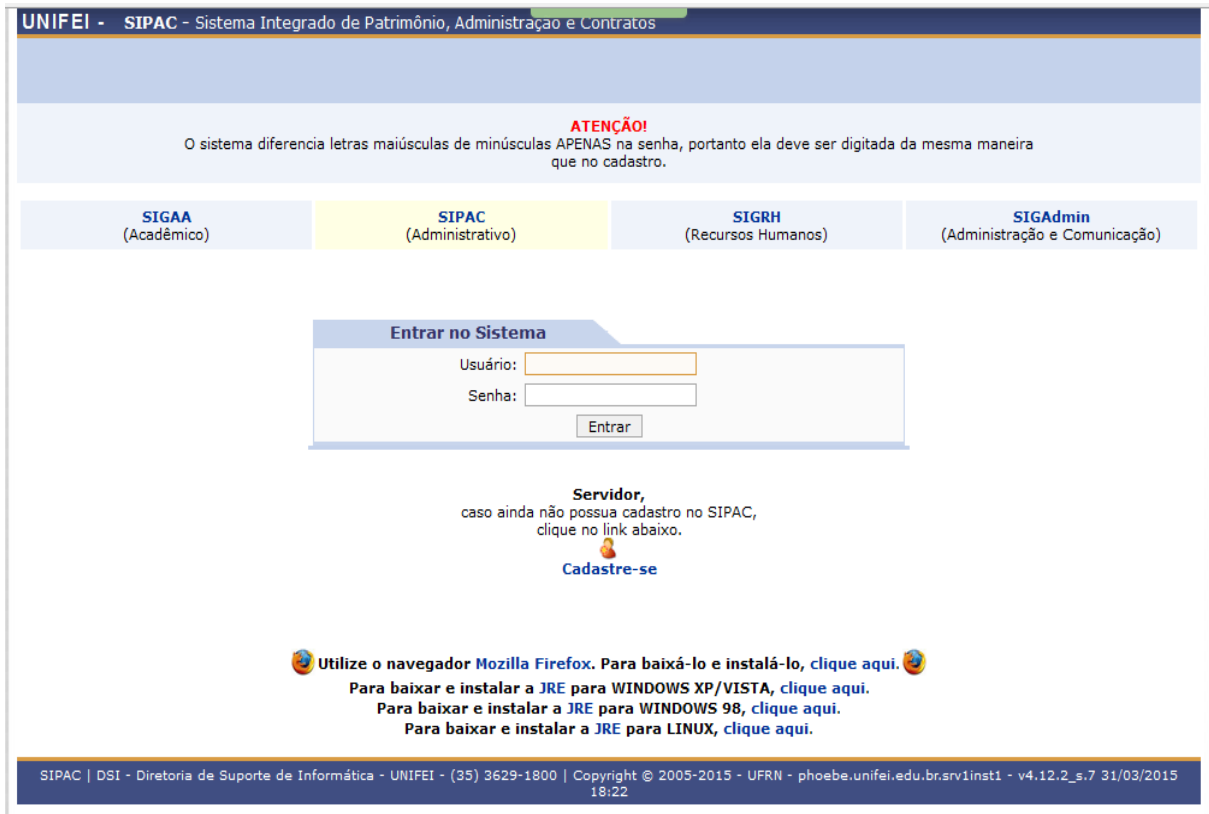 UNIFEI - SIPAC - Sistema Integrado de Patrimônio, Administração e Contratos
ATENÇÃO!
O sistema diferencia letras maiúsculas de minúsculas APENAS na senha, portanto ela deve ser digitada da mesma maneira
que no cadastro.
SIGAA SIPAC SIGRH SIGAdmin
(Acadêmico) (Administrativo) (Recursos Humanos) (Administração e Comunicação)
Entrar no Sistema
Usuário:
Senha:
Entrar
Servidor,
caso ainda não possua cadastro no SIPAC,
clique no link abaixo.
Cadastre-se
Utilize o navegador Mozilla Firefox. Para baixá-lo e instalá-lo, clique aqui.
Para baixar e instalar a JRE para WINDOWS XP/VISTA, clique aqui.
Para baixar e instalar a JRE para WINDOWS 98, clique aqui.
Para baixar e instalar a JRE para LINUX, clique aqui.
SIPAC | DSI - Diretoria de Suporte de Informática - UNIFEI - (35) 3629-1800 | Copyright © 2005-2015 - UFRN - phoebe.unifei.edu.br.srv1inst1 - v4.12.2_s.7 31/03/2015
18:22